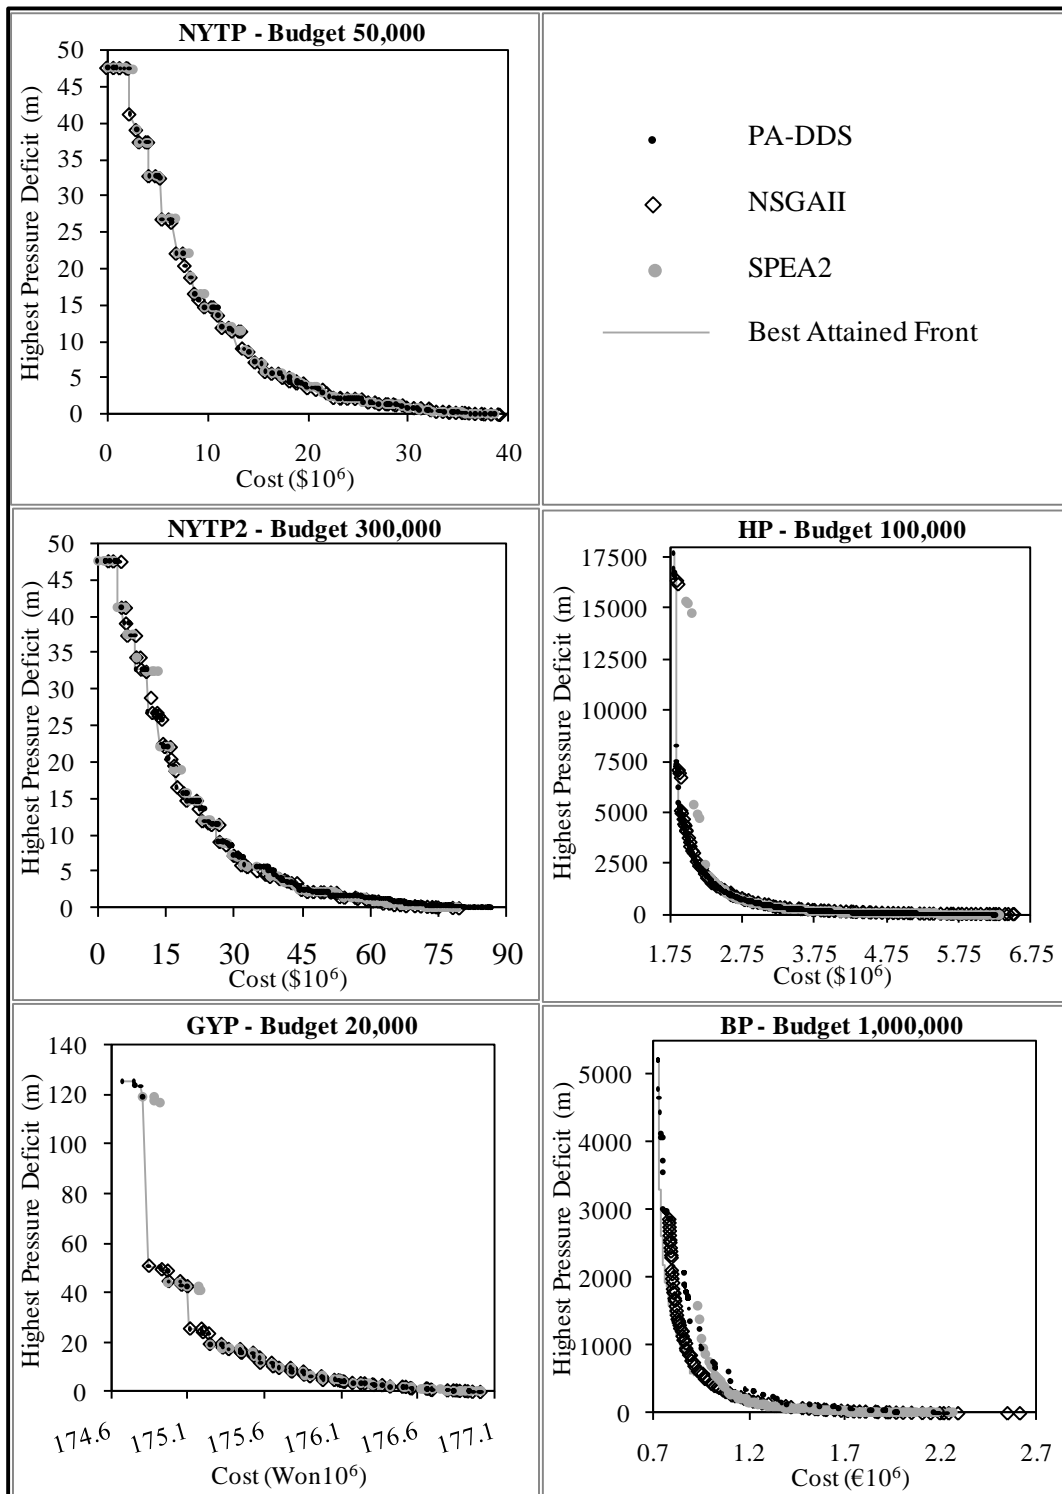 NYTP - Budget 50,000
Highest Pressure Deficit (m)
50
45
40
35
30
25
20
15
10
5
0
0 10 20 30 40
Cost ($10⁶)
PA-DDS
NSGAII
SPEA2
Best Attained Front
NYTP2 - Budget 300,000
Highest Pressure Deficit (m)
50
45
40
35
30
25
20
15
10
5
0
0 15 30 45 60 75 90
Cost ($10⁶)
HP - Budget 100,000
Highest Pressure Deficit (m)
17500
15000
12500
10000
7500
5000
2500
0
1.75 2.75 3.75 4.75 5.75 6.75
Cost ($10⁶)
GYP - Budget 20,000
Highest Pressure Deficit (m)
140
120
100
80
60
40
20
0
174.6 175.1 175.6 176.1 176.6 177.1
Cost (Won10⁶)
BP - Budget 1,000,000
Highest Pressure Deficit (m)
5000
4000
3000
2000
1000
0
0.7 1.2 1.7 2.2 2.7
Cost (€10⁶)